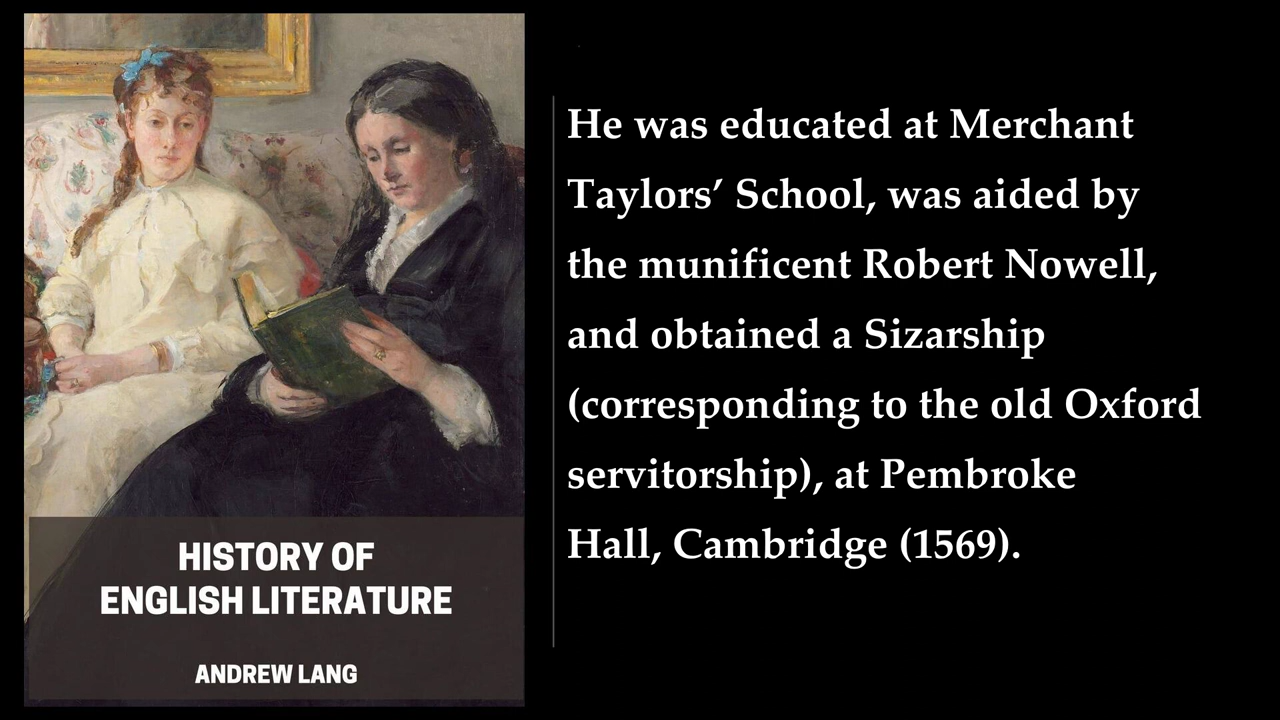 HISTORY OF
ENGLISH LITERATURE
ANDREW LANG
He was educated at Merchant
Taylors’ School, was aided by
the munificent Robert Nowell,
and obtained a Sizarship
(corresponding to the old Oxford
servitorship), at Pembroke
Hall, Cambridge (1569).